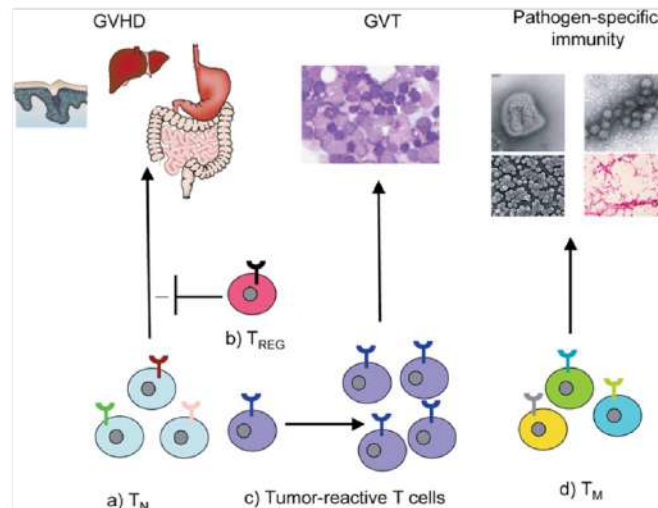 GVHD
GVT
Pathogen-specific
immunity
b) TREG
a) TN
c) Tumor-reactive T cells
d) TM